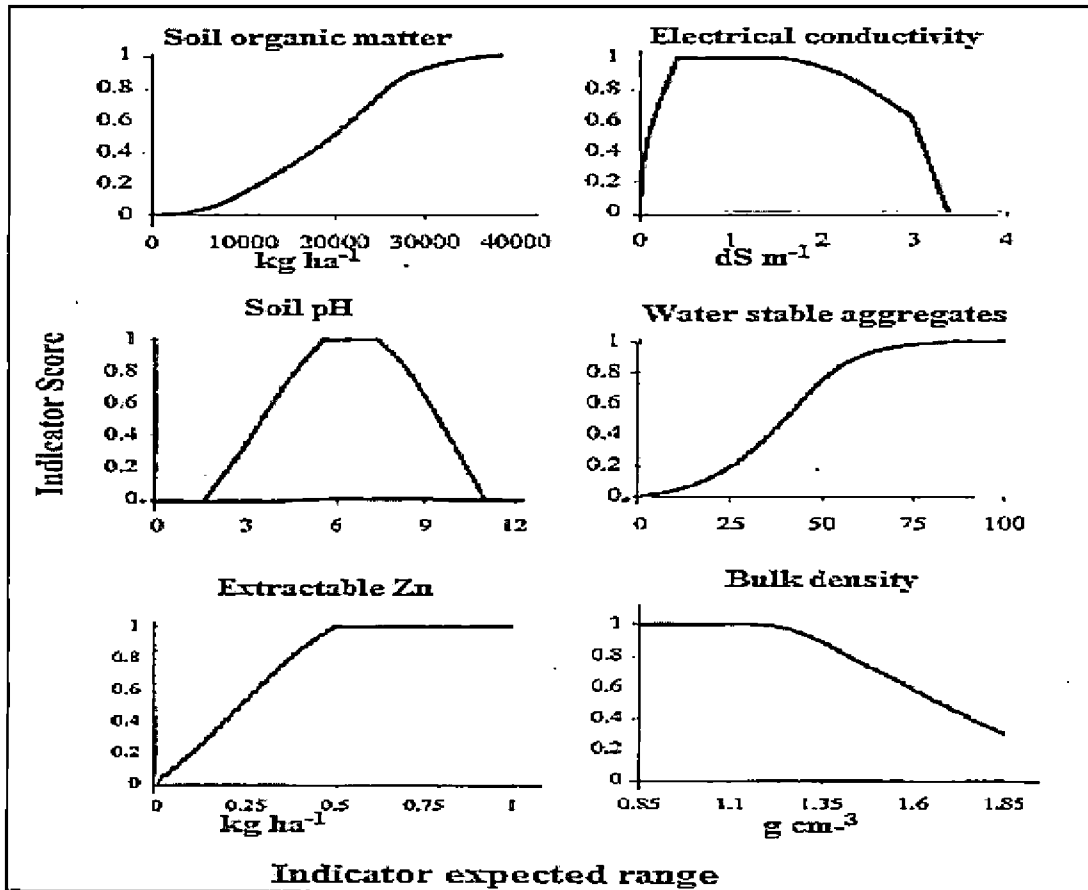 Soil organic matter
1
0.8
0.6
0.4
0.2
0
0 10000 20000 30000 40000
kg ha-1
Electrical conductivity
1
0.8
0.6
0.4
0.2
0
0 1 2 3 4
dS m-1
Indicator Score
Soil pH
1
0.8
0.6
0.4
0.2
0
0 3 6 9 12
Water stable aggregates
1
0.8
0.6
0.4
0.2
0
0 25 50 75 100
Extractable Zn
1
0.8
0.6
0.4
0.2
0
0 0.25 0.5 0.75 1
kg ha-1
Bulk density
1
0.8
0.6
0.4
0.2
0
0.85 1.1 1.35 1.6 1.85
g cm-3
Indicator expected range